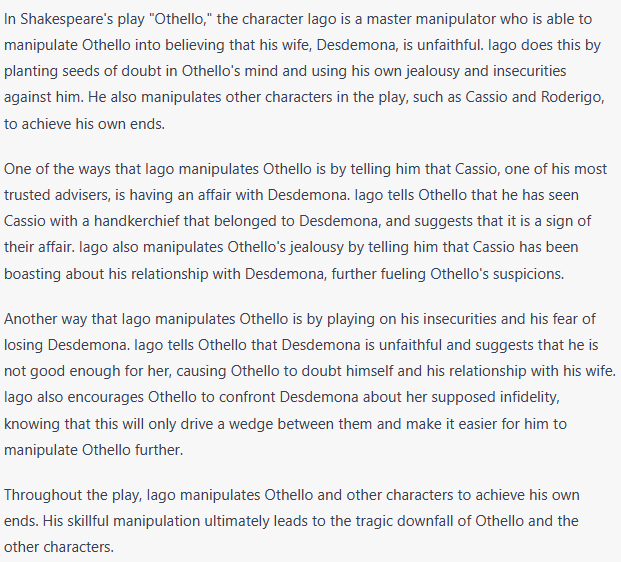 In Shakespeare's play "Othello," the character Iago is a master manipulator who is able to
manipulate Othello into believing that his wife, Desdemona, is unfaithful. Iago does this by
planting seeds of doubt in Othello's mind and using his own jealousy and insecurities
against him. He also manipulates other characters in the play, such as Cassio and Roderigo,
to achieve his own ends.
One of the ways that Iago manipulates Othello is by telling him that Cassio, one of his most
trusted advisers, is having an affair with Desdemona. Iago tells Othello that he has seen
Cassio with a handkerchief that belonged to Desdemona, and suggests that it is a sign of
their affair. Iago also manipulates Othello's jealousy by telling him that Cassio has been
boasting about his relationship with Desdemona, further fueling Othello's suspicions.
Another way that Iago manipulates Othello is by playing on his insecurities and his fear of
losing Desdemona. Iago tells Othello that Desdemona is unfaithful and suggests that he is
not good enough for her, causing Othello to doubt himself and his relationship with his wife.
Iago also encourages Othello to confront Desdemona about her supposed infidelity,
knowing that this will only drive a wedge between them and make it easier for him to
manipulate Othello further.
Throughout the play, Iago manipulates Othello and other characters to achieve his own
ends. His skillful manipulation ultimately leads to the tragic downfall of Othello and the
other characters.